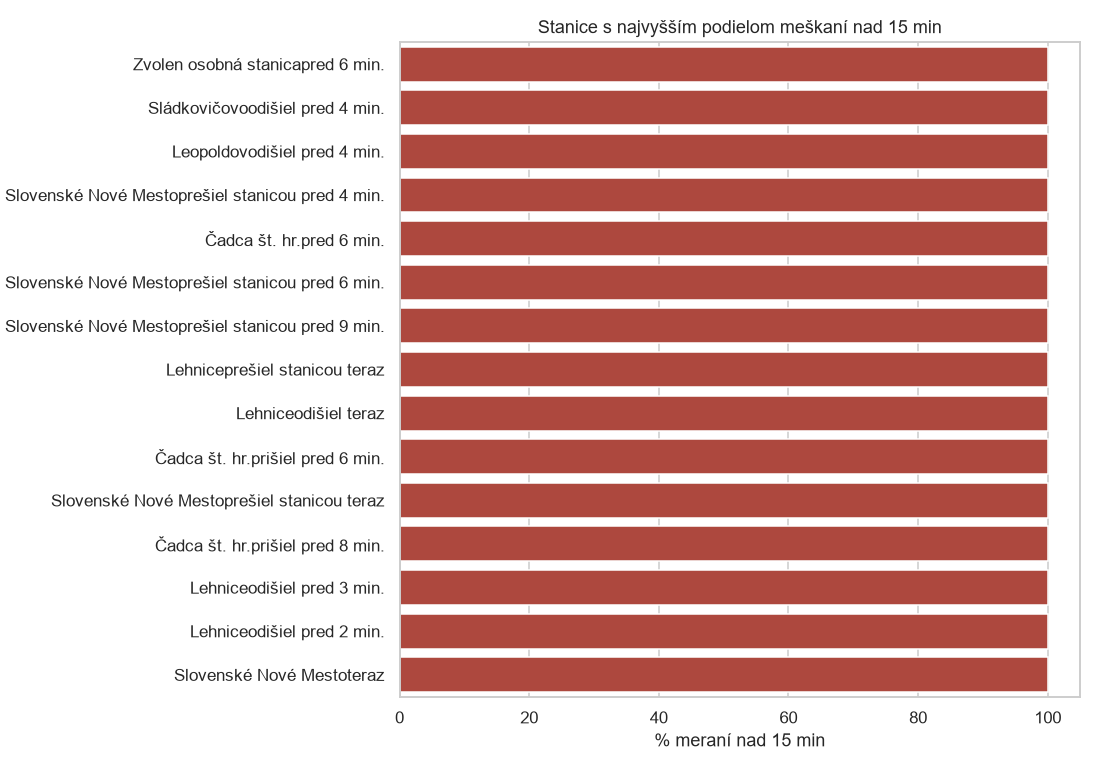 Stanice s najvyšším podielom meškaní nad 15 min
Zvolen osobná stanicapred 6 min.
Sládkovičovoodišiel pred 4 min.
Leopoldovodišiel pred 4 min.
Slovenské Nové Mestoprešiel stanicou pred 4 min.
Čadca št. hr.pred 6 min.
Slovenské Nové Mestoprešiel stanicou pred 6 min.
Slovenské Nové Mestoprešiel stanicou pred 9 min.
Lehniceprešiel stanicou teraz
Lehniceodišiel teraz
Čadca št. hr.prišiel pred 6 min.
Slovenské Nové Mestoprešiel stanicou teraz
Čadca št. hr.prišiel pred 8 min.
Lehniceodišiel pred 3 min.
Lehniceodišiel pred 2 min.
Slovenské Nové Mestoteraz
0 20 40 60 80 100
% meraní nad 15 min